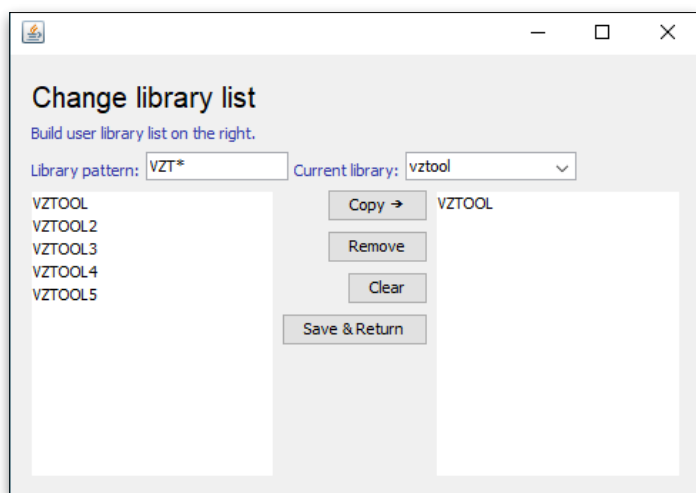 Change library list
Build user library list on the right.
Library pattern: VZT* Current library: vztool
VZTOOL
VZTOOL2
VZTOOL3
VZTOOL4
VZTOOL5
Copy →
Remove
Clear
Save & Return
VZTOOL